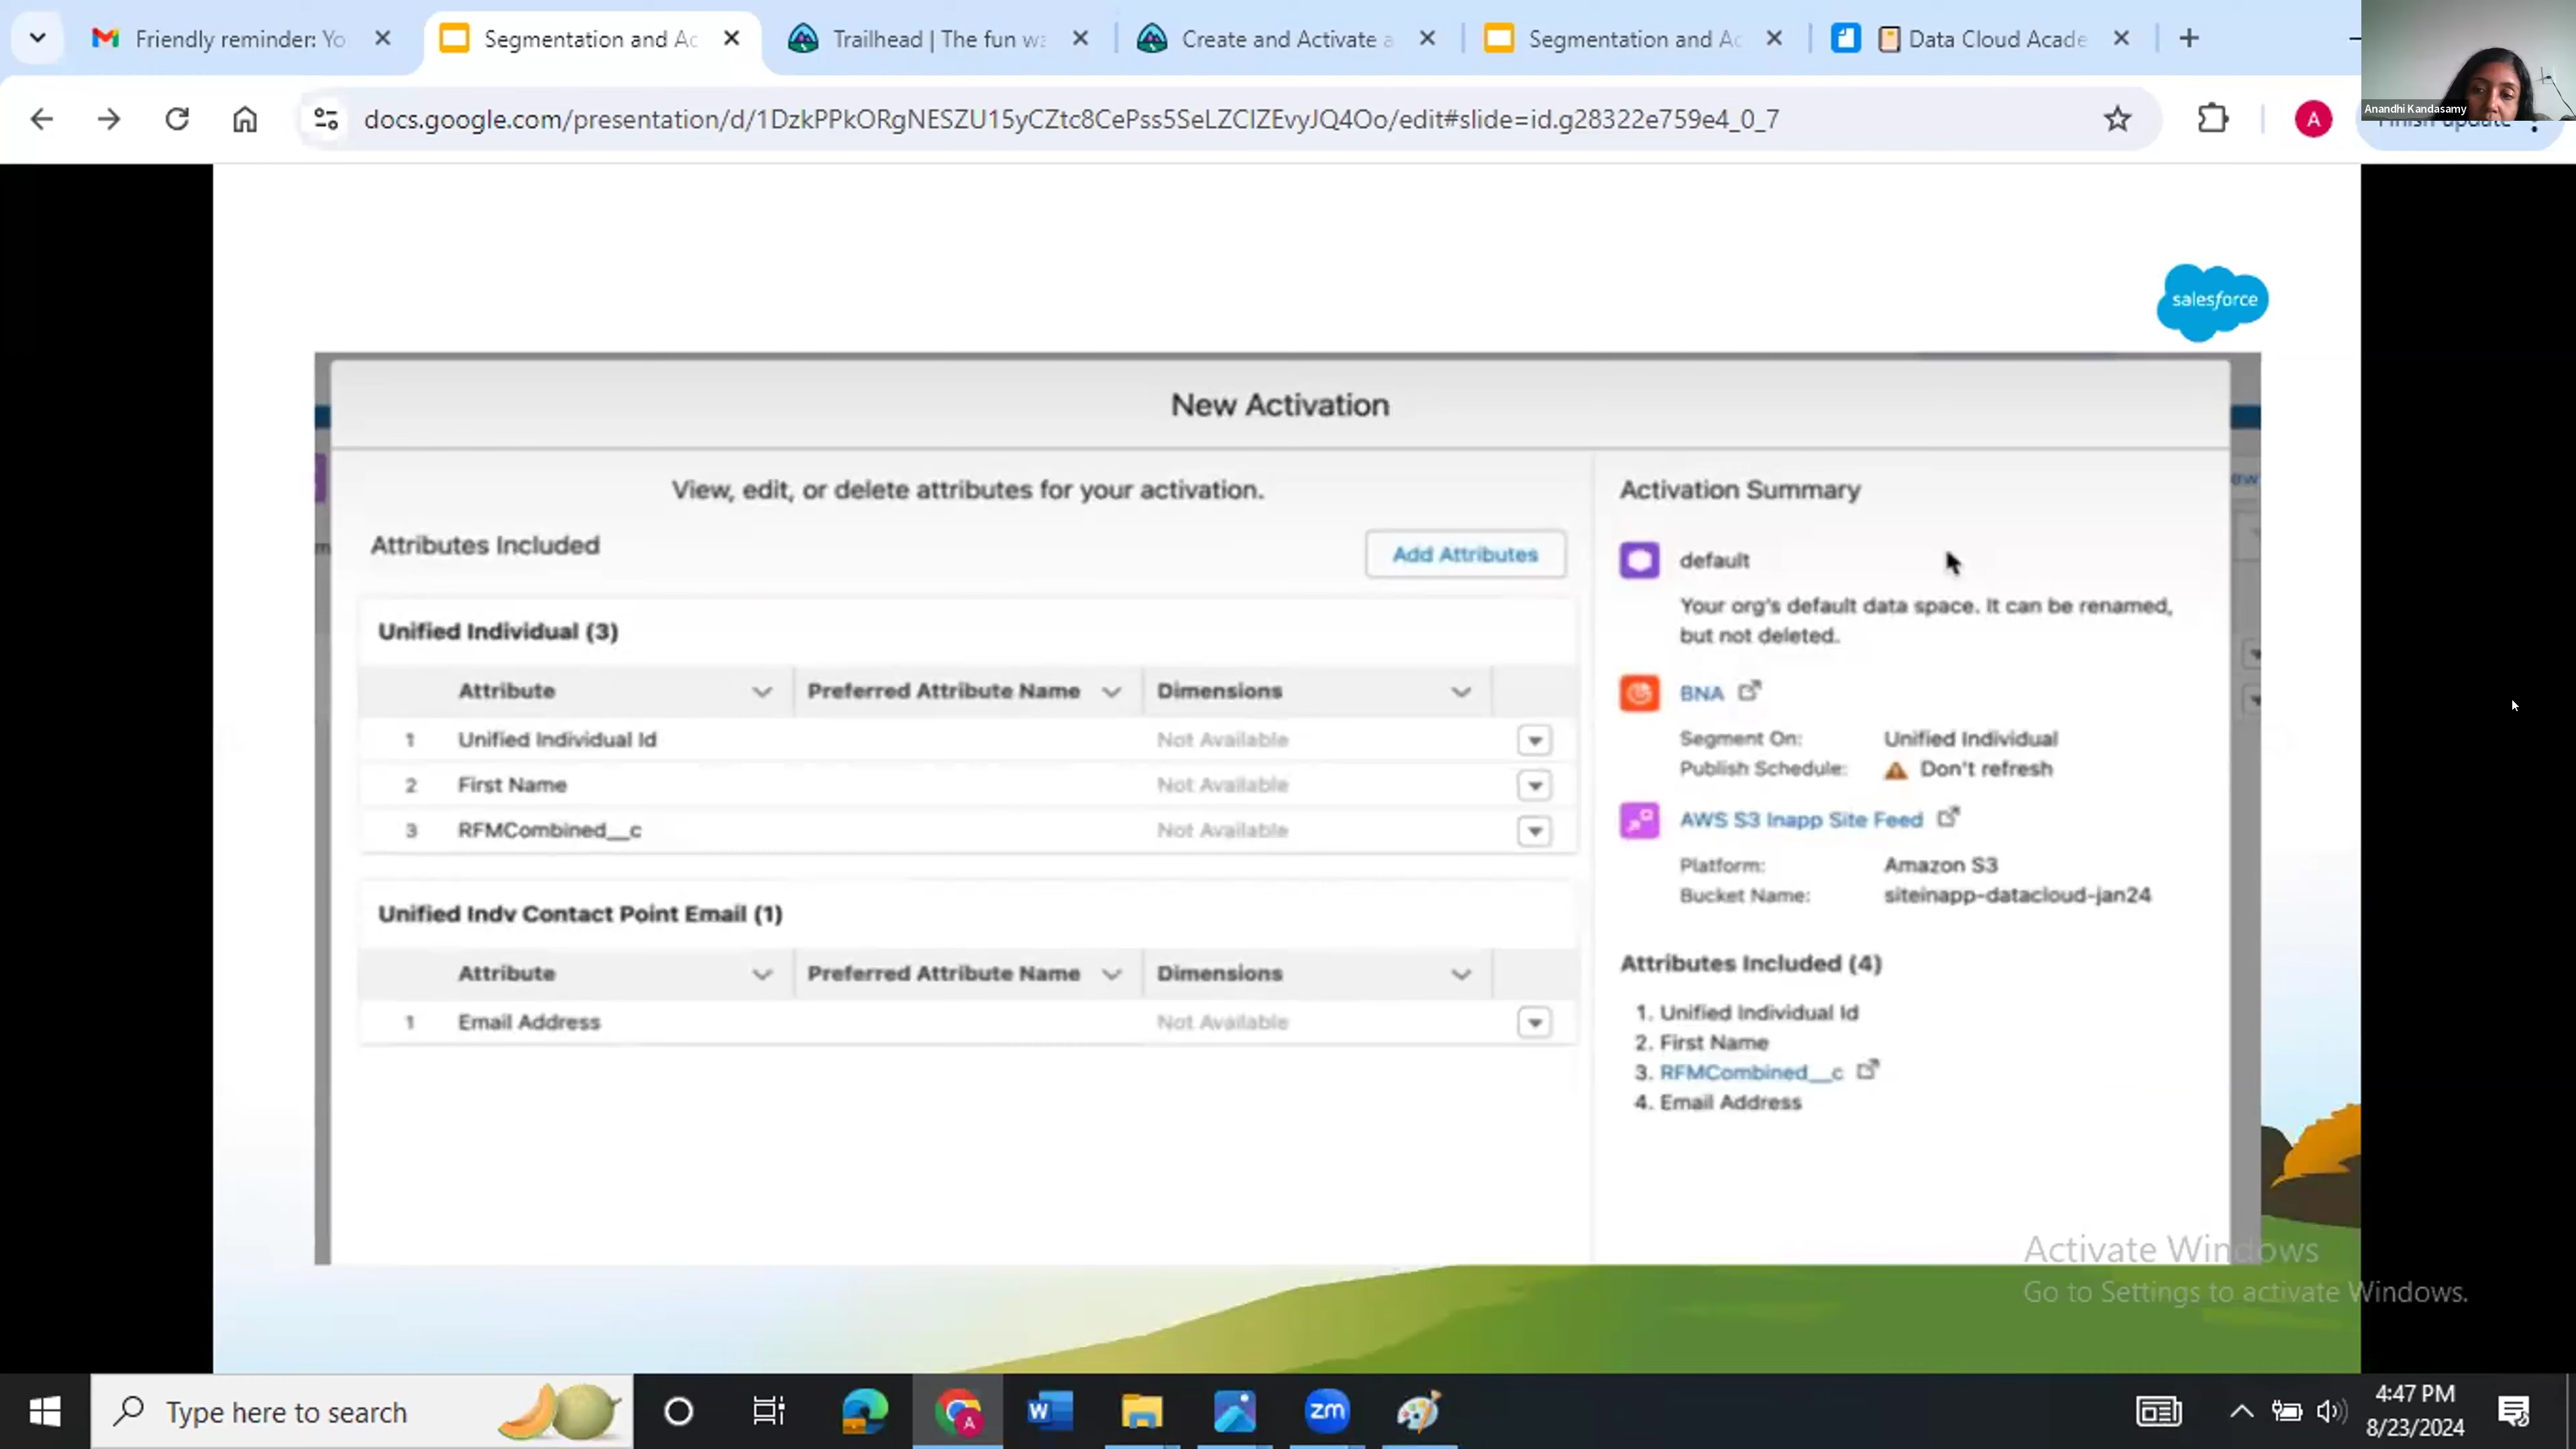 Friendly reminder: Yo
Segmentation and Ac
Trailhead | The fun wa
Create and Activate a
Segmentation and Ac
Data Cloud Acade
docs.google.com/presentation/d/1DzkPPkORgNESZU15yCZtc8CePss5SeLZCIZEvyJQ4Oo/edit#slide=id.g28322e759e4_0_7
A
Anandhi Kandasamy
salesforce
New Activation
View, edit, or delete attributes for your activation.
Attributes Included
Add Attributes
Unified Individual (3)
Attribute Preferred Attribute Name Dimensions
1 Unified Individual Id Not Available
2 First Name Not Available
3 RFMCombined__c Not Available
Unified Indv Contact Point Email (1)
Attribute Preferred Attribute Name Dimensions
1 Email Address Not Available
Activation Summary
default
Your org's default data space. It can be renamed,
but not deleted.
BNA
Segment On: Unified Individual
Publish Schedule: Don't refresh
AWS S3 Inapp Site Feed
Platform: Amazon S3
Bucket Name: siteinapp-datacloud-jan24
Attributes Included (4)
1. Unified Individual Id
2. First Name
3. RFMCombined__c
4. Email Address
Activate Windows
Go to Settings to activate Windows.
Type here to search
A
W
zm
4:47 PM
8/23/2024